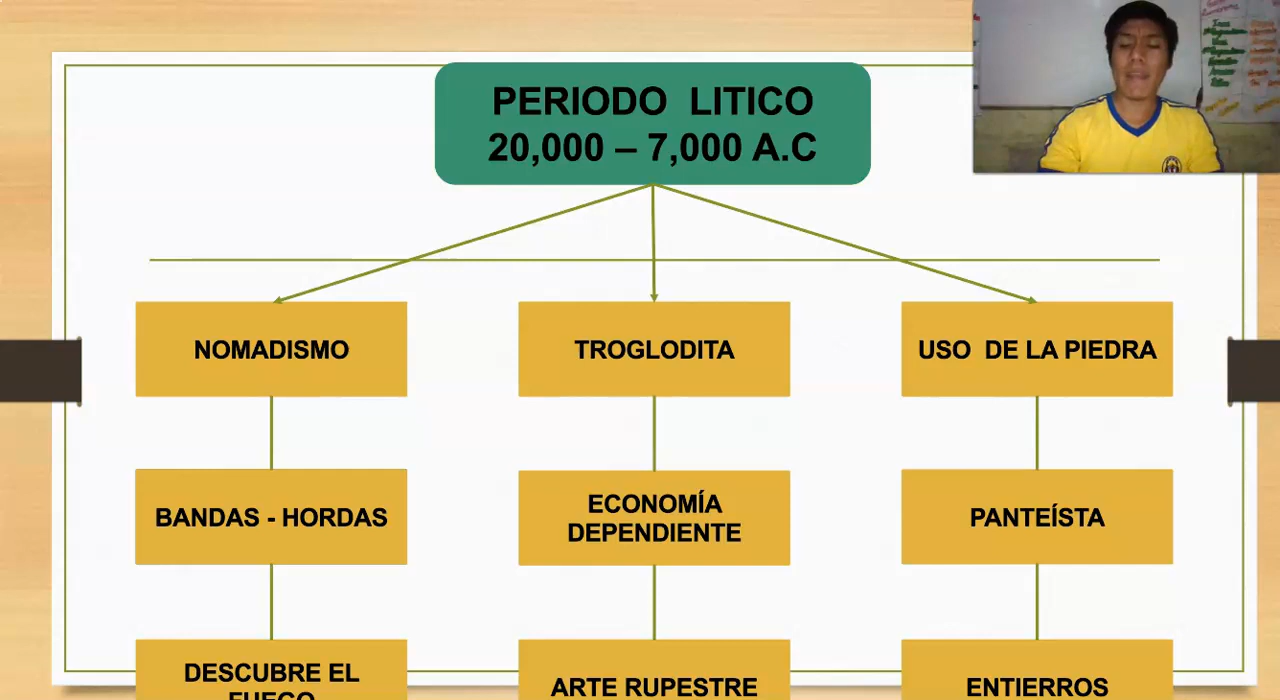 PERIODO LITICO
20,000 – 7,000 A.C
NOMADISMO
TROGLODITA
USO DE LA PIEDRA
BANDAS - HORDAS
ECONOMÍA
DEPENDIENTE
PANTEÍSTA
DESCUBRE EL
FUEGO
ARTE RUPESTRE
ENTIERROS